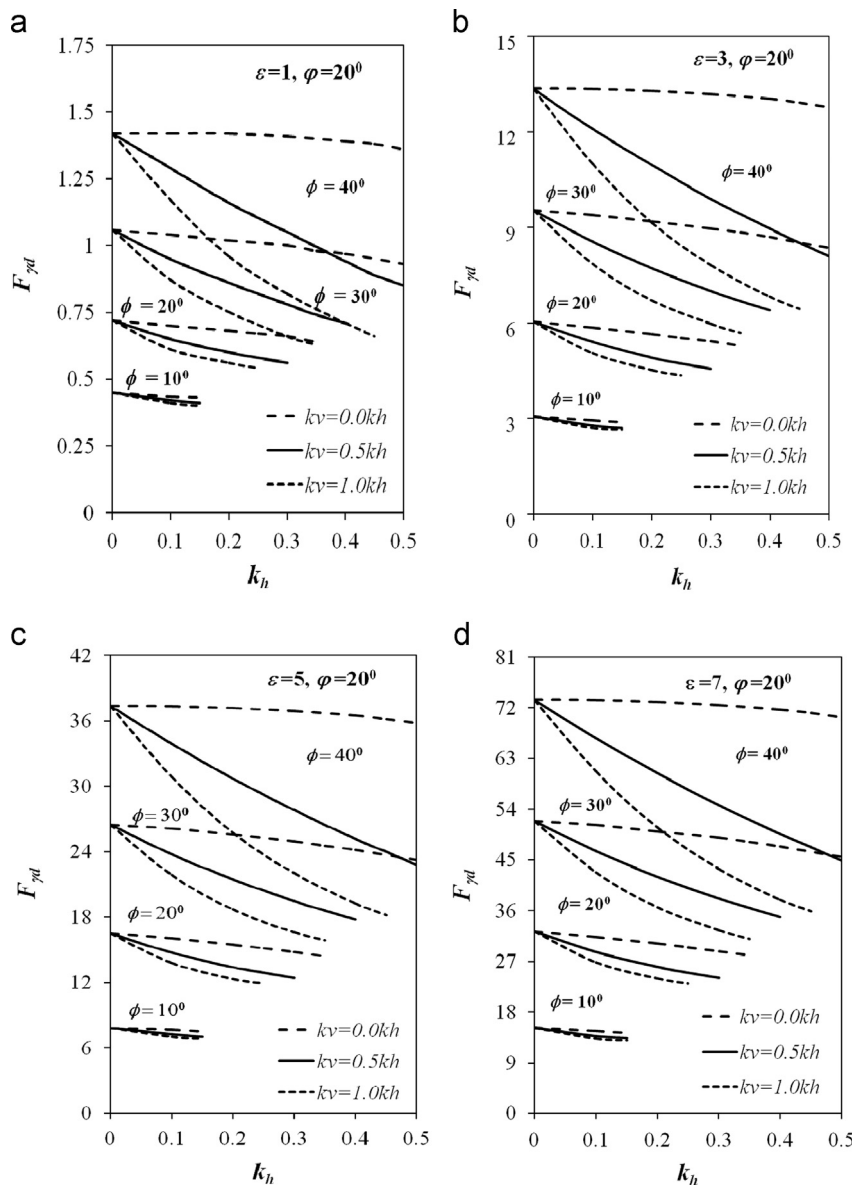 a
1.75
1.5
1.25
1
0.75
0.5
0.25
0
F_γd
ε=1, φ=20⁰
ϕ = 40⁰
ϕ = 30⁰
ϕ = 20⁰
ϕ = 10⁰
kv=0.0kh
kv=0.5kh
kv=1.0kh
0 0.1 0.2 0.3 0.4 0.5
k_h
b
15
12
9
6
3
0
F_γd
ε=3, φ=20⁰
ϕ = 40⁰
ϕ = 30⁰
ϕ = 20⁰
ϕ = 10⁰
kv=0.0kh
kv=0.5kh
kv=1.0kh
0 0.1 0.2 0.3 0.4 0.5
k_h
c
42
36
30
24
18
12
6
0
F_γd
ε=5, φ=20⁰
ϕ= 40⁰
ϕ= 30⁰
ϕ= 20⁰
ϕ= 10⁰
kv=0.0kh
kv=0.5kh
kv=1.0kh
0 0.1 0.2 0.3 0.4 0.5
k_h
d
81
72
63
54
45
36
27
18
9
0
F_γd
ε=7, φ=20⁰
ϕ = 40⁰
ϕ = 30⁰
ϕ = 20⁰
ϕ = 10⁰
kv=0.0kh
kv=0.5kh
kv=1.0kh
0 0.1 0.2 0.3 0.4 0.5
k_h